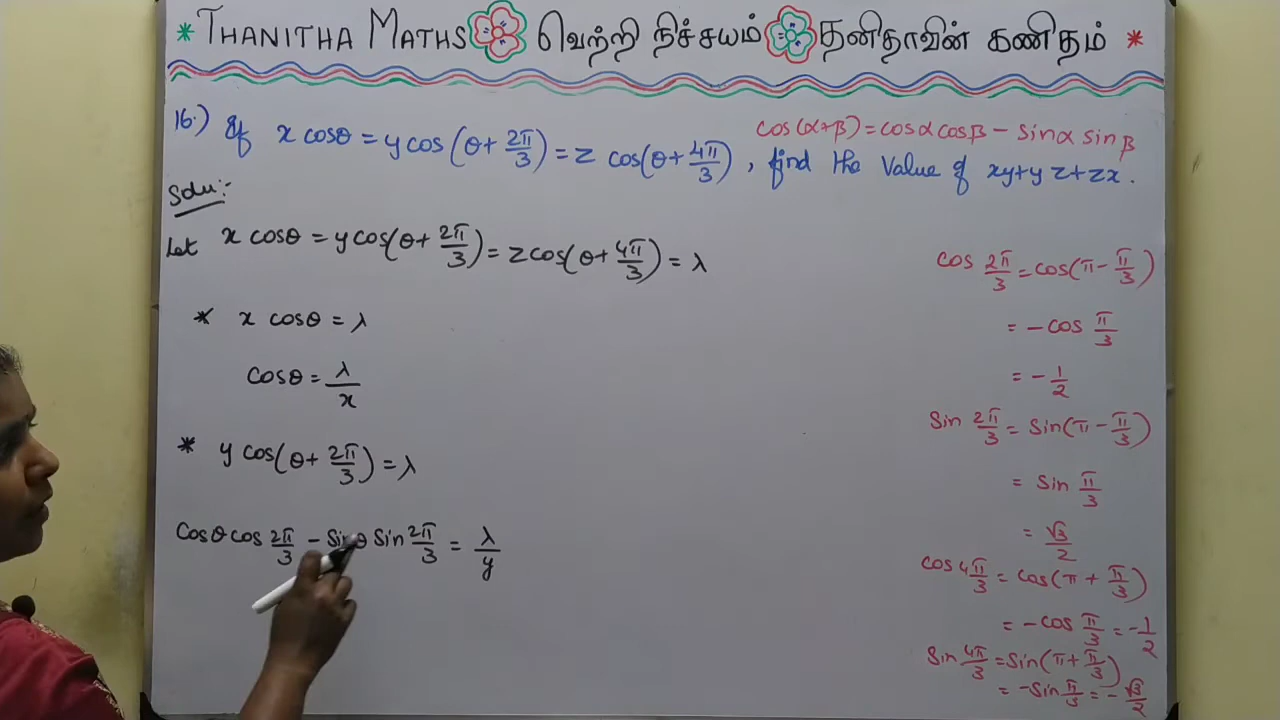 * THANITHA MATHS வெற்றி நிச்சயம் தனிதாவின் கணிதம் *
16.) If x cosθ = y cos(θ + 2π/3) = z cos(θ + 4π/3), find the value of xy + yz + zx.
cos(α+β) = cosα cosβ − sinα sinβ
Solu:-
Let x cosθ = y cos(θ + 2π/3) = z cos(θ + 4π/3) = λ
* x cosθ = λ
cosθ = λ/x
* y cos(θ + 2π/3) = λ
cosθ cos 2π/3 − sinθ sin 2π/3 = λ/y
cos 2π/3 = cos(π − π/3)
= −cos π/3
= −1/2
sin 2π/3 = sin(π − π/3)
= sin π/3
= √3/2
cos 4π/3 = cos(π + π/3)
= −cos π/3 = −1/2
sin 4π/3 = sin(π + π/3)
= −sin π/3 = −√3/2